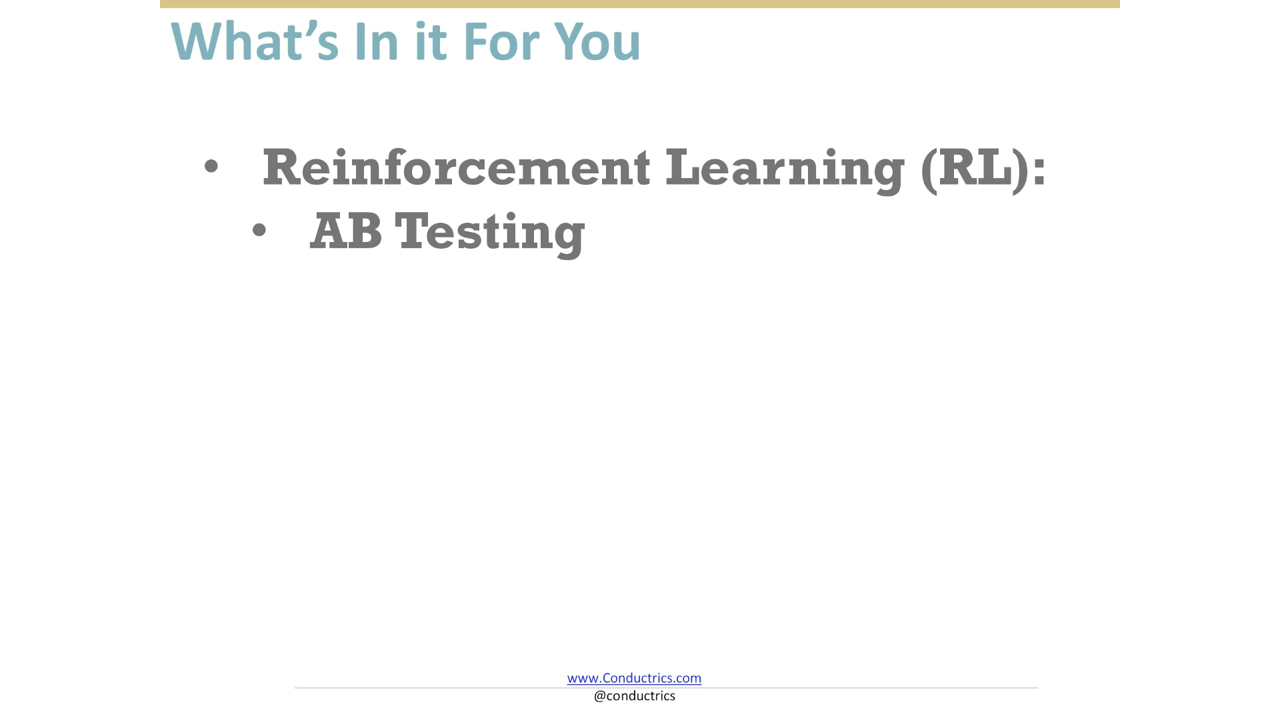 What’s In it For You
• Reinforcement Learning (RL):
• AB Testing
www.Conductrics.com
@conductrics